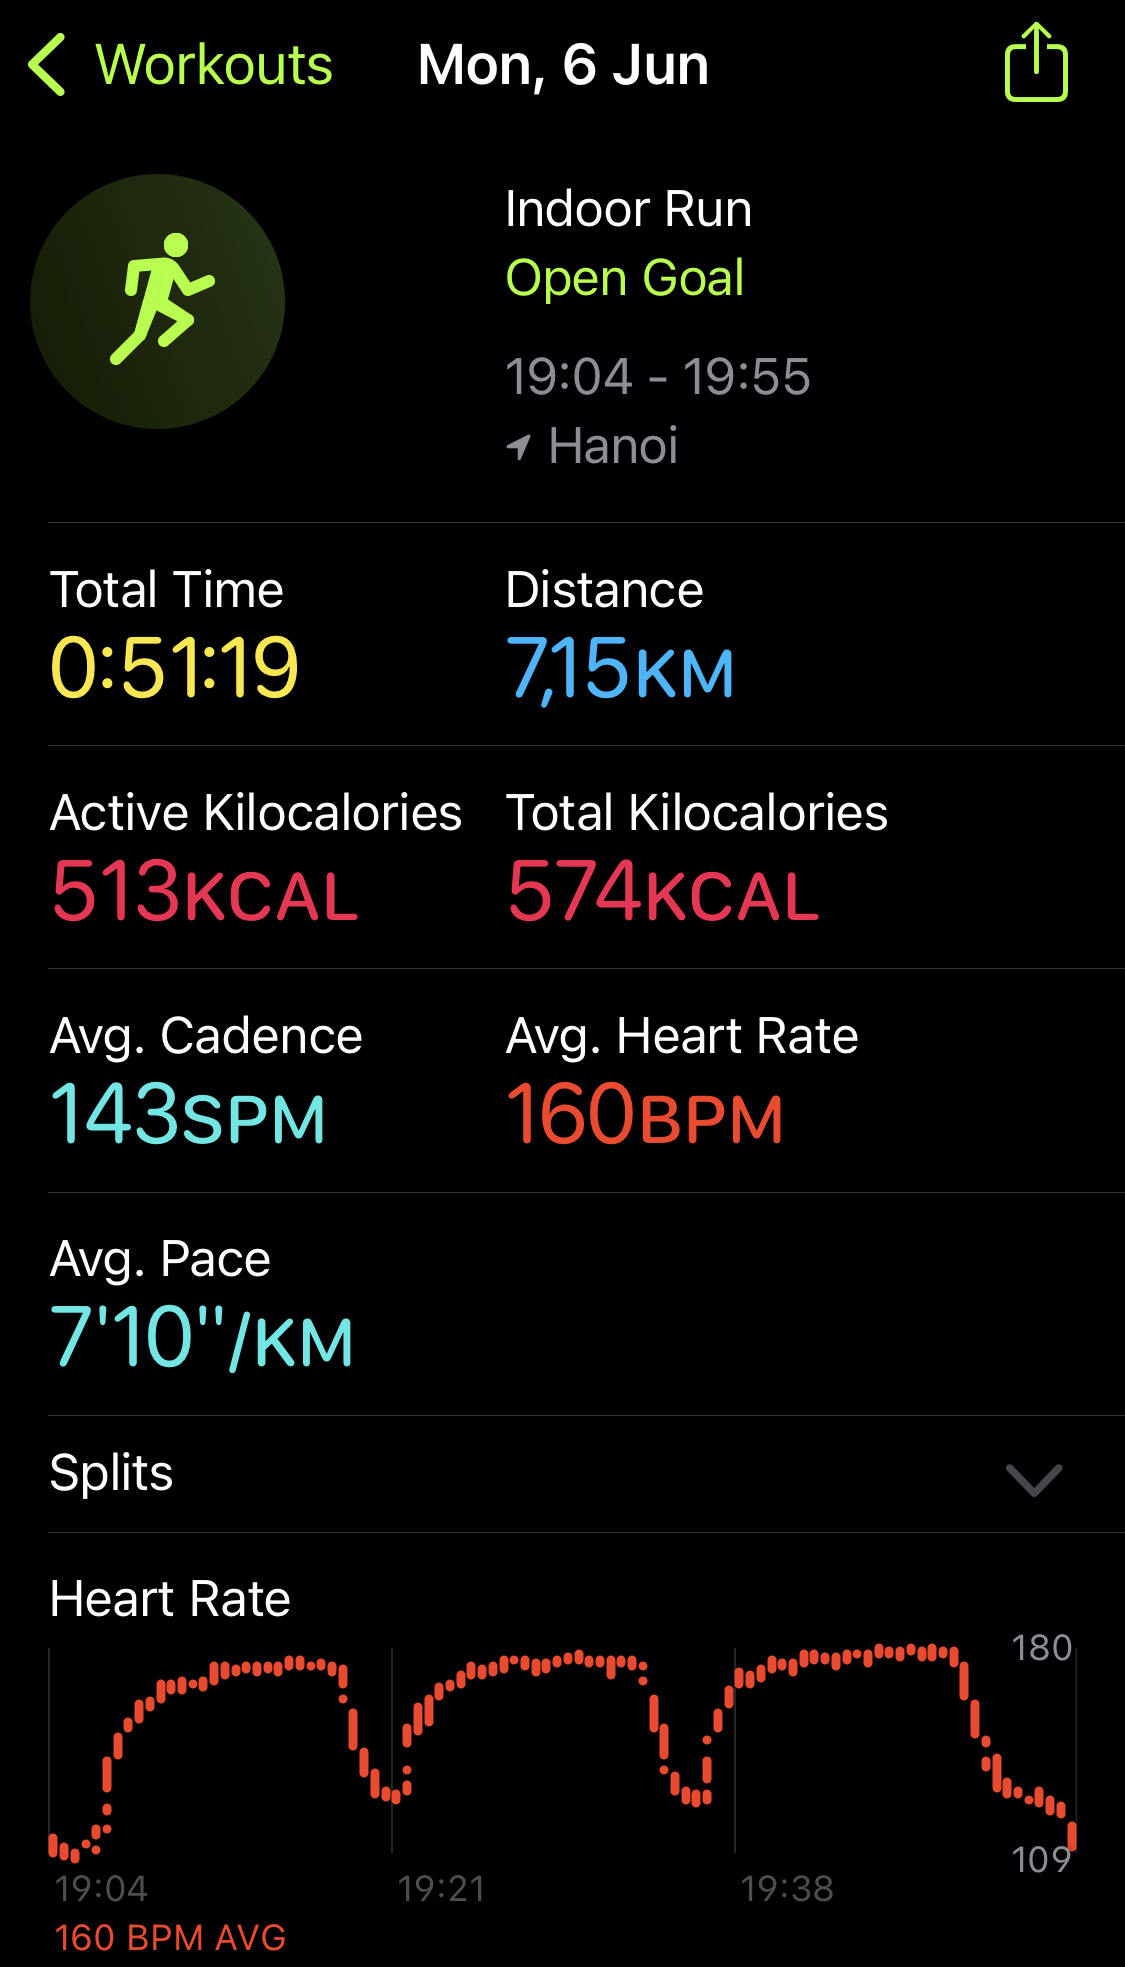 Workouts
Mon, 6 Jun
Indoor Run
Open Goal
19:04 - 19:55
Hanoi
Total Time
Distance
0:51:19
7,15KM
Active Kilocalories
Total Kilocalories
513KCAL
574KCAL
Avg. Cadence
Avg. Heart Rate
143SPM
160BPM
Avg. Pace
7'10"/KM
Splits
Heart Rate
180
109
19:04
19:21
19:38
160 BPM AVG